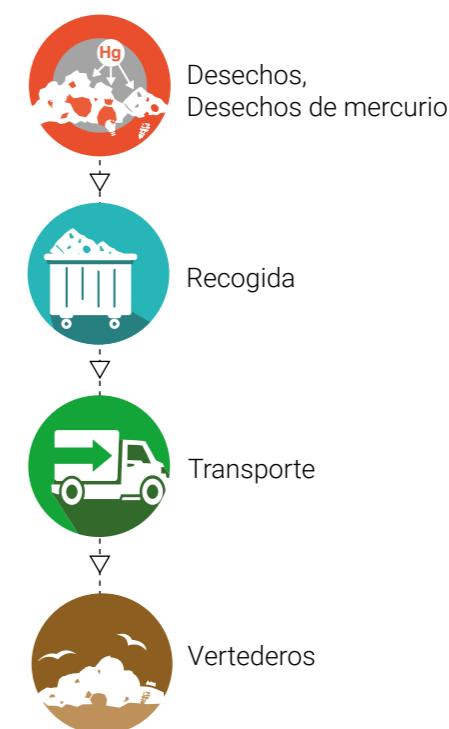 Hg
Desechos,
Desechos de mercurio
Recogida
Transporte
Vertederos